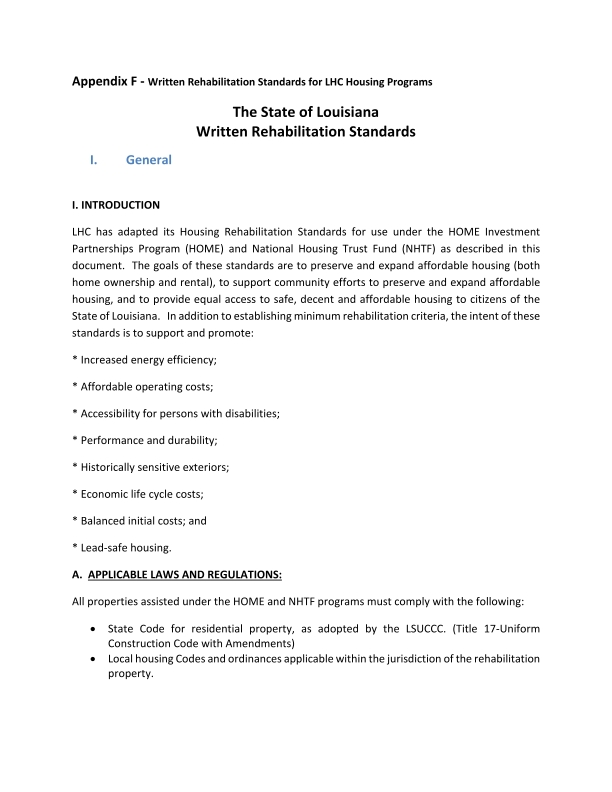 Appendix F - Written Rehabilitation Standards for LHC Housing Programs
The State of Louisiana
Written Rehabilitation Standards
I. General
I. INTRODUCTION
LHC has adapted its Housing Rehabilitation Standards for use under the HOME Investment
Partnerships Program (HOME) and National Housing Trust Fund (NHTF) as described in this
document. The goals of these standards are to preserve and expand affordable housing (both
home ownership and rental), to support community efforts to preserve and expand affordable
housing, and to provide equal access to safe, decent and affordable housing to citizens of the
State of Louisiana. In addition to establishing minimum rehabilitation criteria, the intent of these
standards is to support and promote:
* Increased energy efficiency;
* Affordable operating costs;
* Accessibility for persons with disabilities;
* Performance and durability;
* Historically sensitive exteriors;
* Economic life cycle costs;
* Balanced initial costs; and
* Lead-safe housing.
A. APPLICABLE LAWS AND REGULATIONS:
All properties assisted under the HOME and NHTF programs must comply with the following:
• State Code for residential property, as adopted by the LSUCCC. (Title 17-Uniform
Construction Code with Amendments)
• Local housing Codes and ordinances applicable within the jurisdiction of the rehabilitation
property.